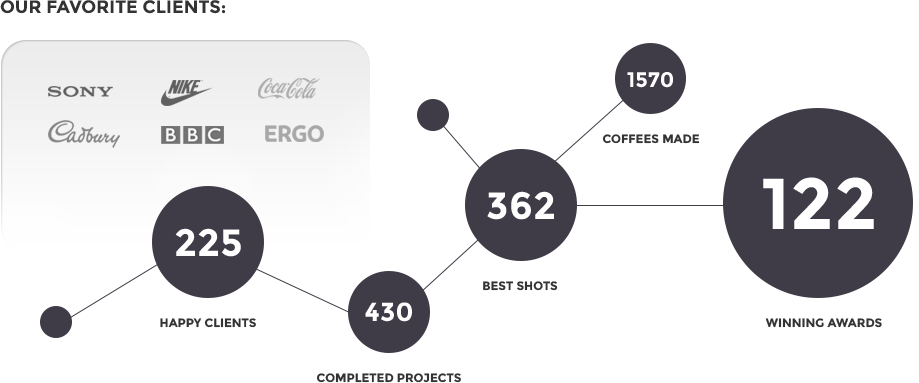 OUR FAVORITE CLIENTS:
SONY
NIKE
Coca-Cola
Cadbury
BBC
ERGO
225
HAPPY CLIENTS
430
COMPLETED PROJECTS
362
BEST SHOTS
1570
COFFEES MADE
122
WINNING AWARDS